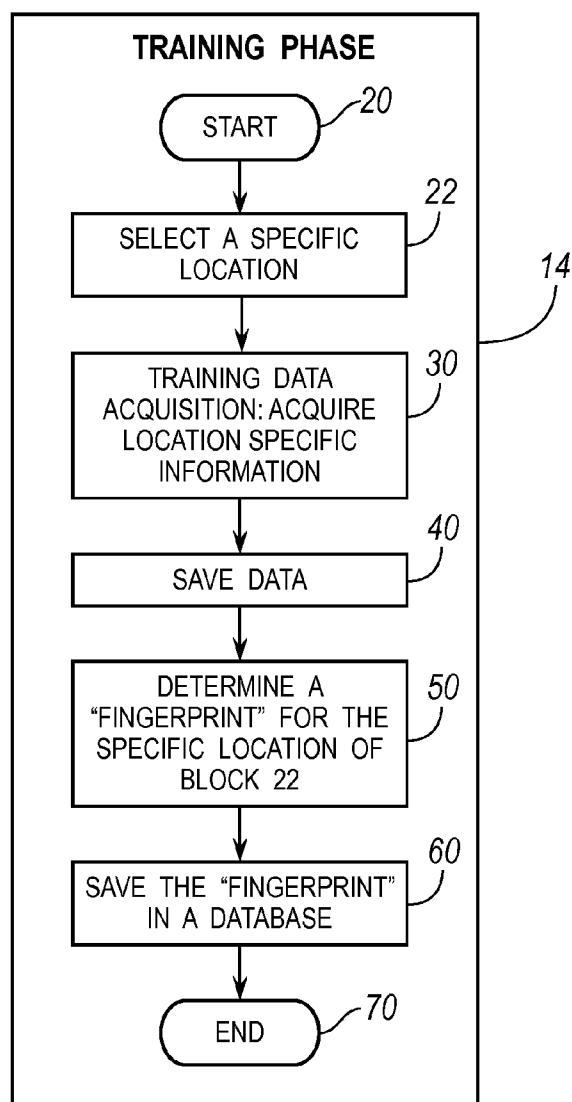 TRAINING PHASE
START
20
22
SELECT A SPECIFIC
LOCATION
14
30
TRAINING DATA
ACQUISITION: ACQUIRE
LOCATION SPECIFIC
INFORMATION
40
SAVE DATA
50
DETERMINE A
“FINGERPRINT” FOR THE
SPECIFIC LOCATION OF
BLOCK 22
60
SAVE THE “FINGERPRINT”
IN A DATABASE
70
END